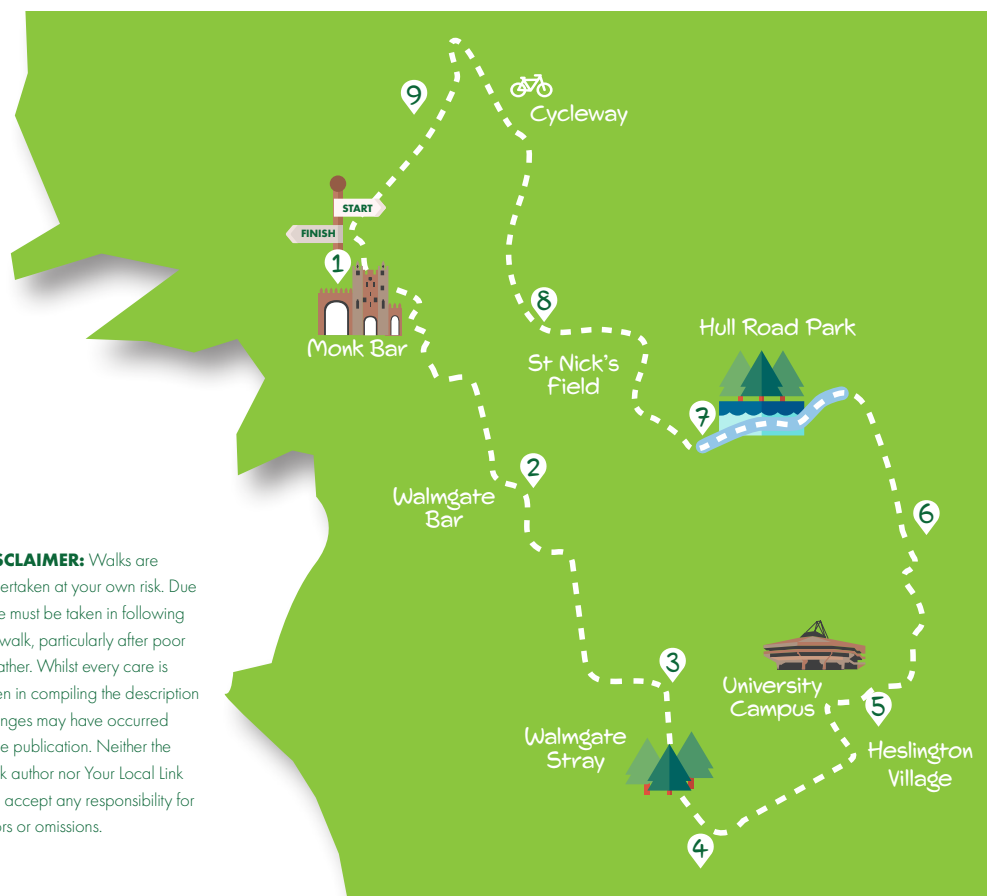 9
Cycleway
START
FINISH
1
Monk Bar
8
St Nick's
Field
Hull Road Park
7
2
Walmgate
Bar
6
SCLAIMER: Walks are
ertaken at your own risk. Due
e must be taken in following
walk, particularly after poor
ather. Whilst every care is
en in compiling the description
nges may have occurred
e publication. Neither the
k author nor Your Local Link
accept any responsibility for
ors or omissions.
3
University
Campus
5
Walmgate
Stray
Heslington
Village
4